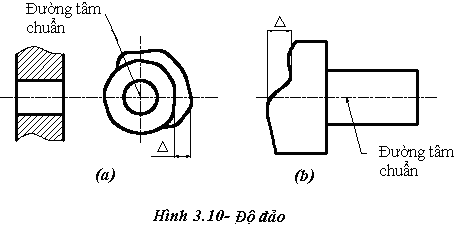 Đường tâm
chuẩn
△
△
Đường tâm
chuẩn
(a)
(b)
Hình 3.10- Độ đảo